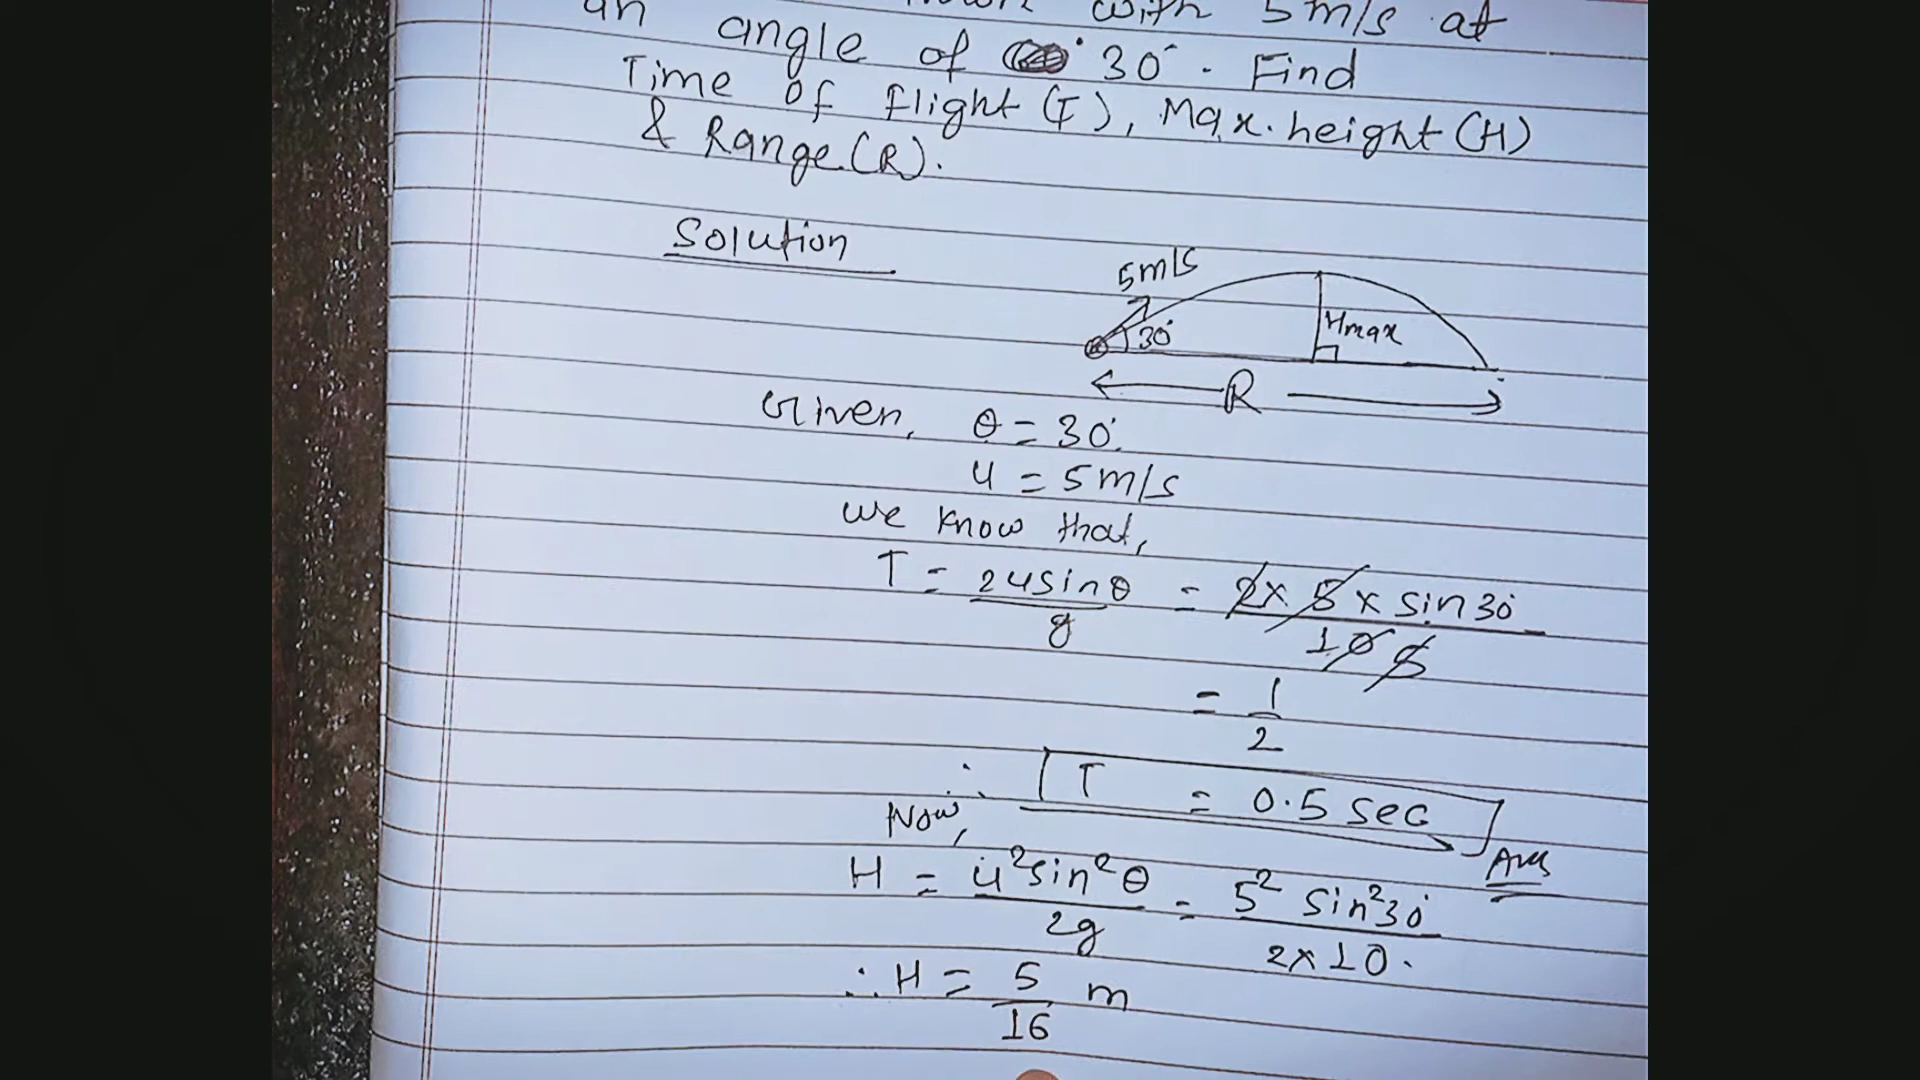 an with 5m/s at
angle of 30°. Find
Time of flight (T), Max. height (H)
& Range (R).
Solution
5m/s
30°
Hmax
R
Given, θ = 30°.
u = 5m/s
we know that,
T = 2usinθ/g = 2×5×sin30°/10 5
= 1/2
∴ T = 0.5 sec
Ans
Now,
H = u²sin²θ/2g = 5² sin²30°/2×10.
∴ H = 5/16 m